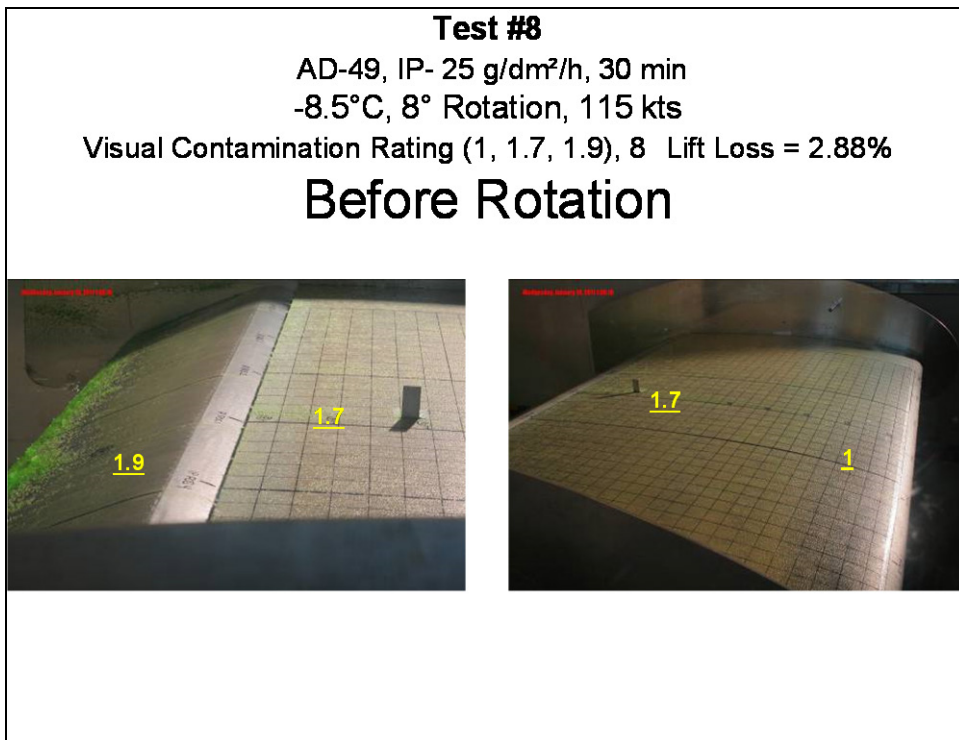 Test #8
AD-49, IP- 25 g/dm²/h, 30 min
-8.5°C, 8° Rotation, 115 kts
Visual Contamination Rating (1, 1.7, 1.9), 8 Lift Loss = 2.88%
Before Rotation
1.7
1.9
1.7
1